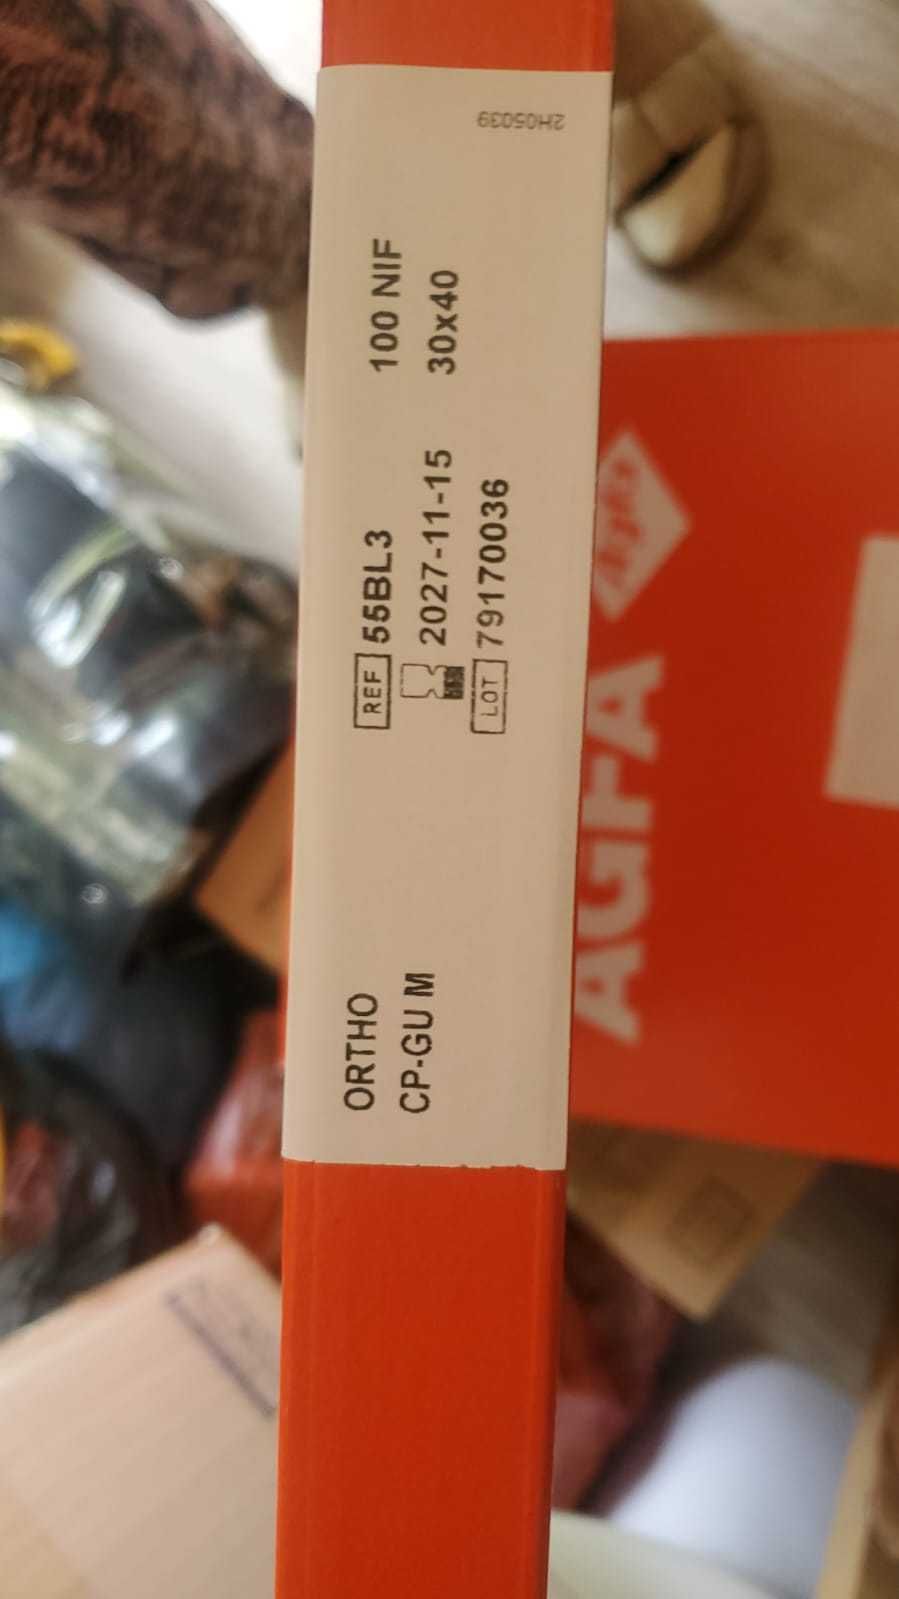 ORTHO
CP-GU M
REF 55BL3 100 NIF
2027-11-15 30x40
LOT 79170036
2H05039
AGFA